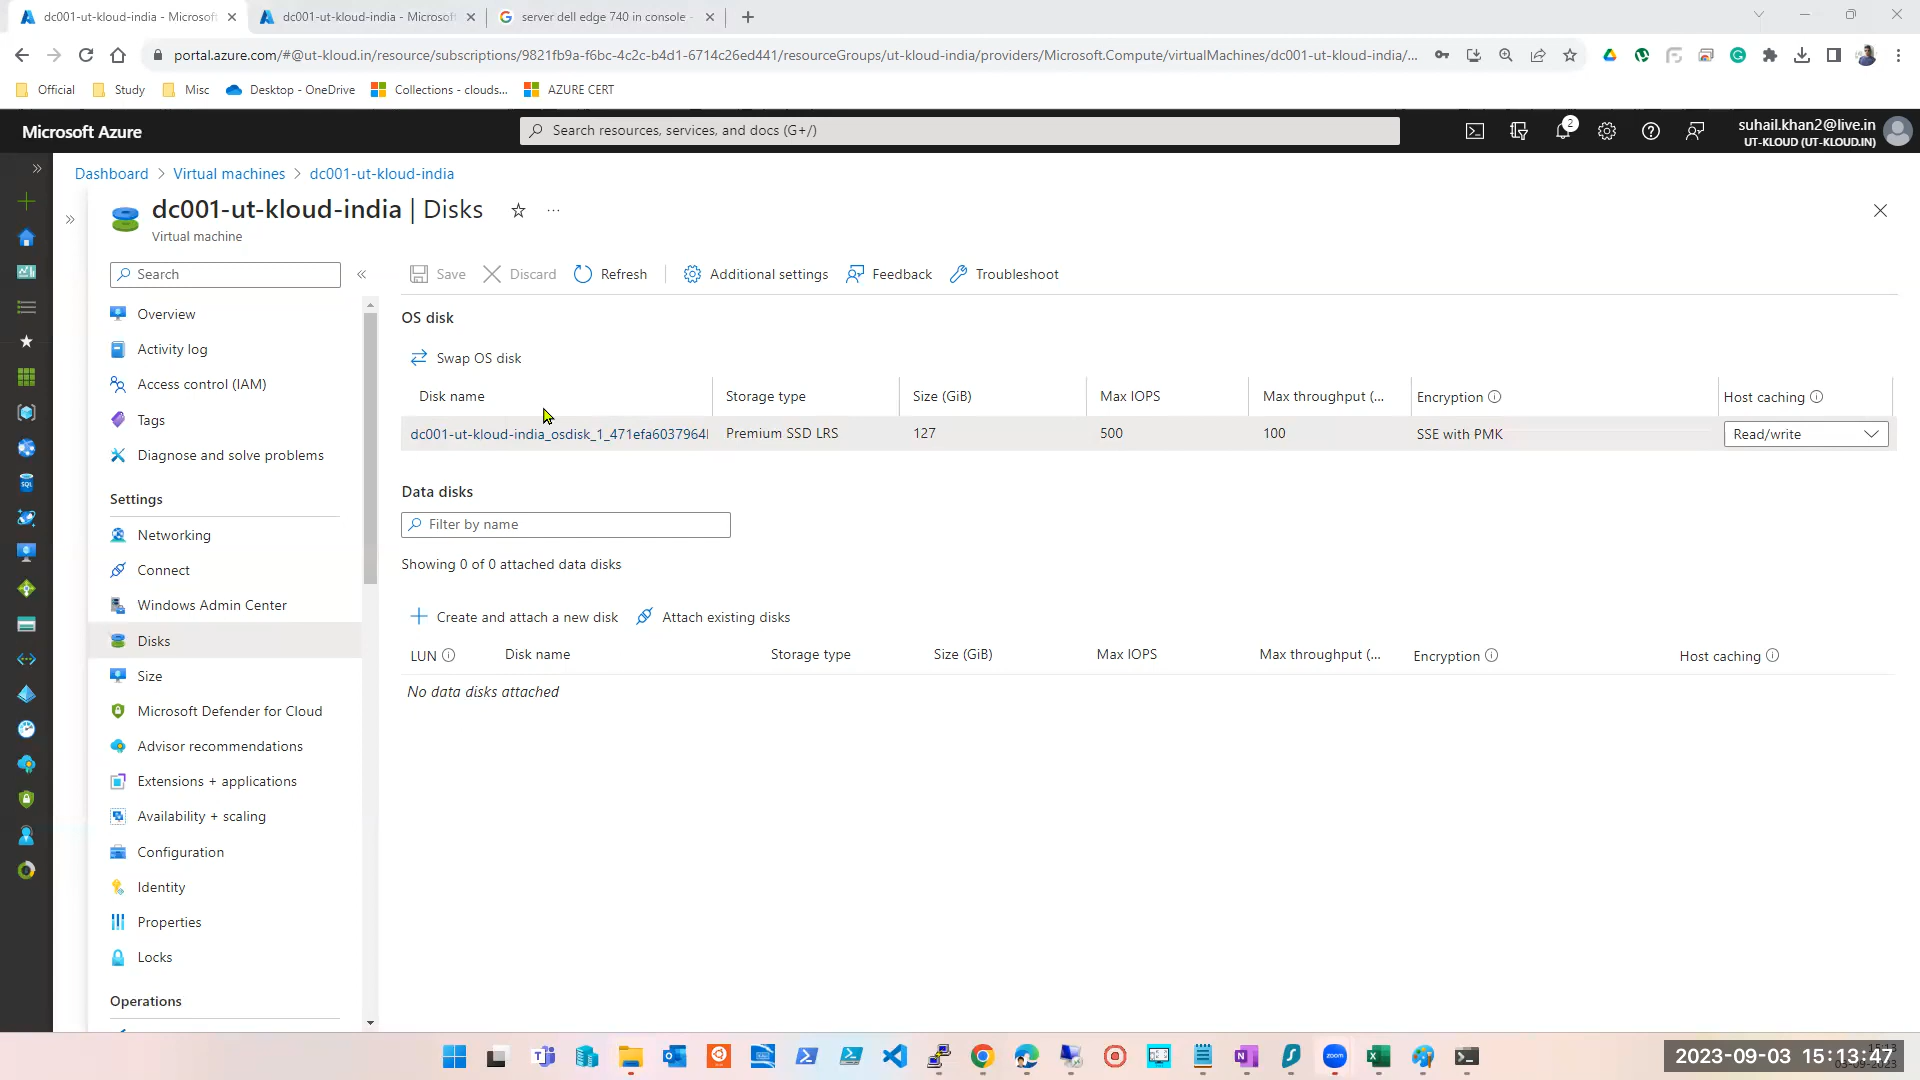 dc001-ut-kloud-india - Microsoft
dc001-ut-kloud-india - Microsoft
server dell edge 740 in console -
portal.azure.com/#@ut-kloud.in/resource/subscriptions/9821fb9a-f6bc-4c2c-b4d1-6714c26ed441/resourceGroups/ut-kloud-india/providers/Microsoft.Compute/virtualMachines/dc001-ut-kloud-india/...
Official
Study
Misc
Desktop - OneDrive
Collections - clouds...
AZURE CERT
Microsoft Azure
Search resources, services, and docs (G+/)
2
suhail.khan2@live.in
UT-KLOUD (UT-KLOUD.IN)
Dashboard > Virtual machines > dc001-ut-kloud-india
dc001-ut-kloud-india | Disks
Virtual machine
Search
Save
Discard
Refresh
Additional settings
Feedback
Troubleshoot
Overview
Activity log
Access control (IAM)
Tags
Diagnose and solve problems
Settings
Networking
Connect
Windows Admin Center
Disks
Size
Microsoft Defender for Cloud
Advisor recommendations
Extensions + applications
Availability + scaling
Configuration
Identity
Properties
Locks
Operations
OS disk
Swap OS disk
Disk name Storage type Size (GiB) Max IOPS Max throughput (... Encryption Host caching
dc001-ut-kloud-india_osdisk_1_471efa6037964 Premium SSD LRS 127 500 100 SSE with PMK Read/write
Data disks
Filter by name
Showing 0 of 0 attached data disks
Create and attach a new disk
Attach existing disks
LUN Disk name Storage type Size (GiB) Max IOPS Max throughput (... Encryption Host caching
No data disks attached
2023-09-03 15:13:47